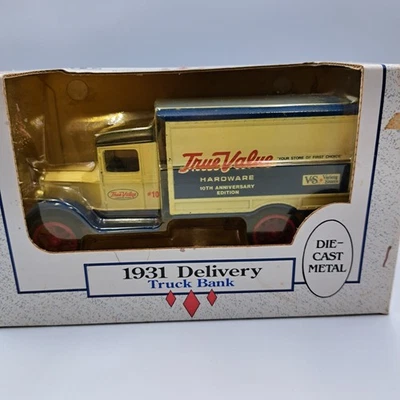 True Value
YOUR STORE OF FIRST CHOICE
HARDWARE
10TH ANNIVERSARY
EDITION
V&S
True Value
#10
DIE-
CAST
METAL
1931 Delivery
Truck Bank